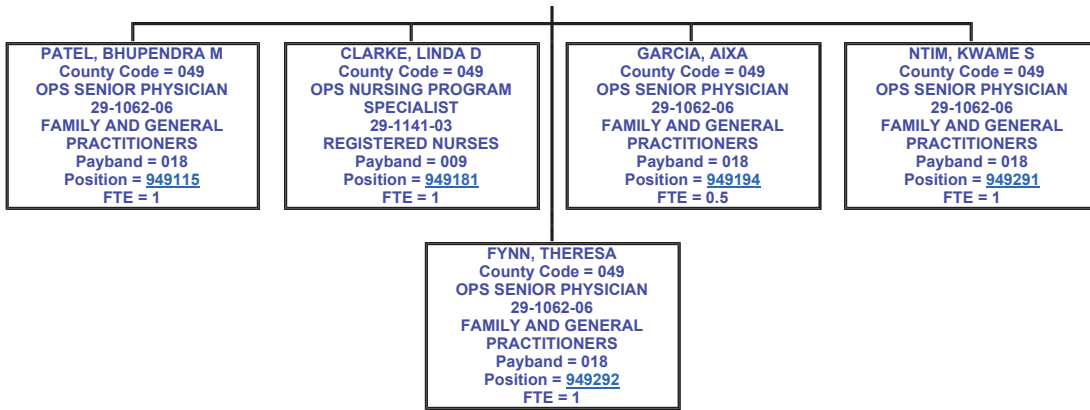 PATEL, BHUPENDRA M
County Code = 049
OPS SENIOR PHYSICIAN
29-1062-06
FAMILY AND GENERAL
PRACTITIONERS
Payband = 018
Position = 949115
FTE = 1
CLARKE, LINDA D
County Code = 049
OPS NURSING PROGRAM
SPECIALIST
29-1141-03
REGISTERED NURSES
Payband = 009
Position = 949181
FTE = 1
GARCIA, AIXA
County Code = 049
OPS SENIOR PHYSICIAN
29-1062-06
FAMILY AND GENERAL
PRACTITIONERS
Payband = 018
Position = 949194
FTE = 0.5
NTIM, KWAME S
County Code = 049
OPS SENIOR PHYSICIAN
29-1062-06
FAMILY AND GENERAL
PRACTITIONERS
Payband = 018
Position = 949291
FTE = 1
FYNN, THERESA
County Code = 049
OPS SENIOR PHYSICIAN
29-1062-06
FAMILY AND GENERAL
PRACTITIONERS
Payband = 018
Position = 949292
FTE = 1